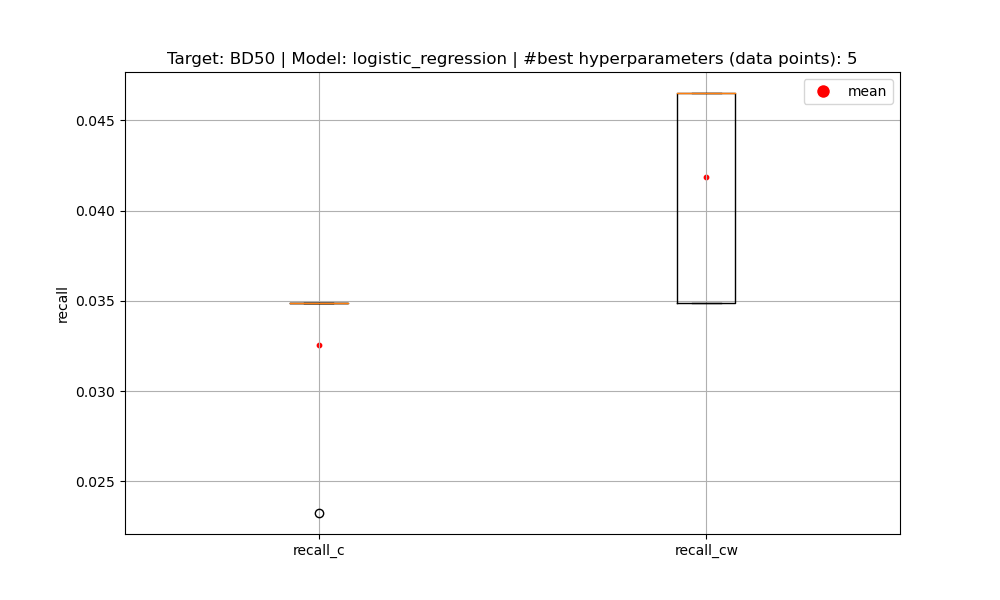 Target: BD50 | Model: logistic_regression | #best hyperparameters (data points): 5
mean
0.045
0.040
0.035
0.030
0.025
recall
recall_c
recall_cw